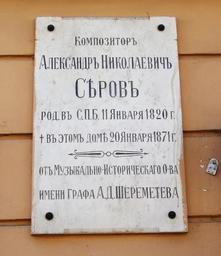 Композиторъ
Александръ Николаевичъ
Сѣровъ
род. въ С.П.Б. 11 Января 1820 г.
† въ этомъ домѣ 20 Января 1871 г.
отъ Музыкально-Историческаго О-ва
имени Графа А.Д. Шереметева